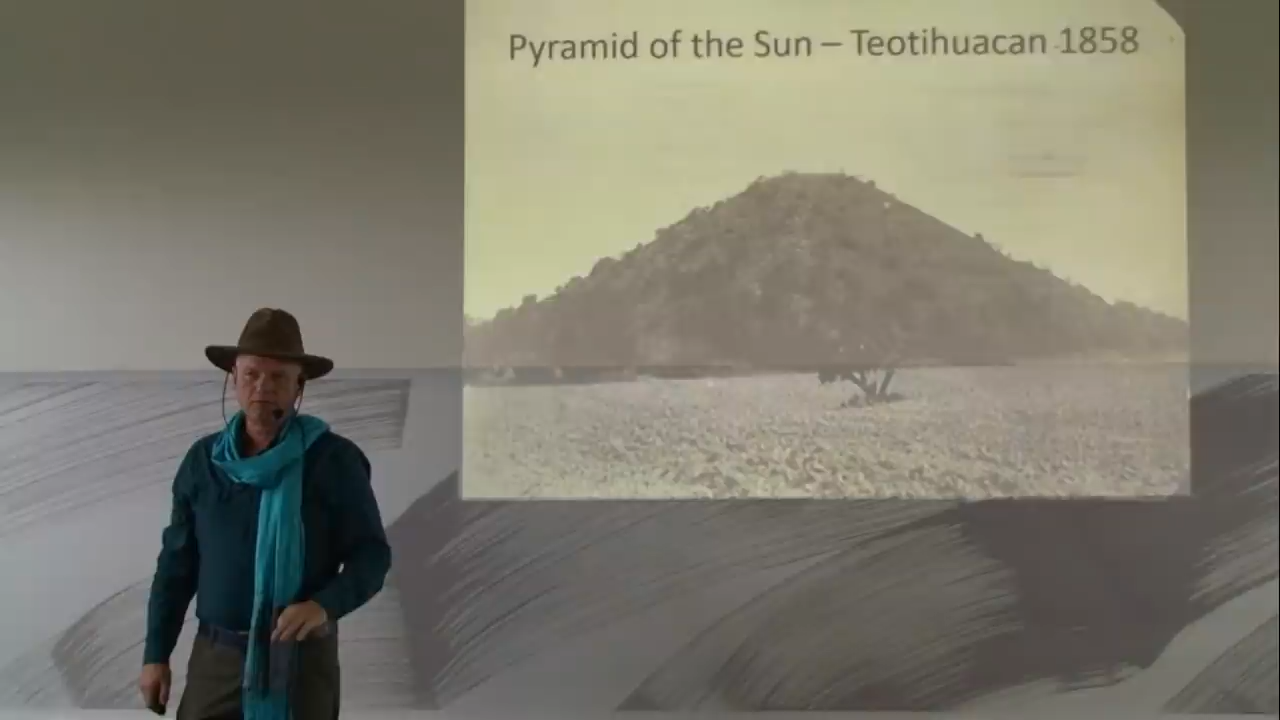 Pyramid of the Sun – Teotihuacan 1858